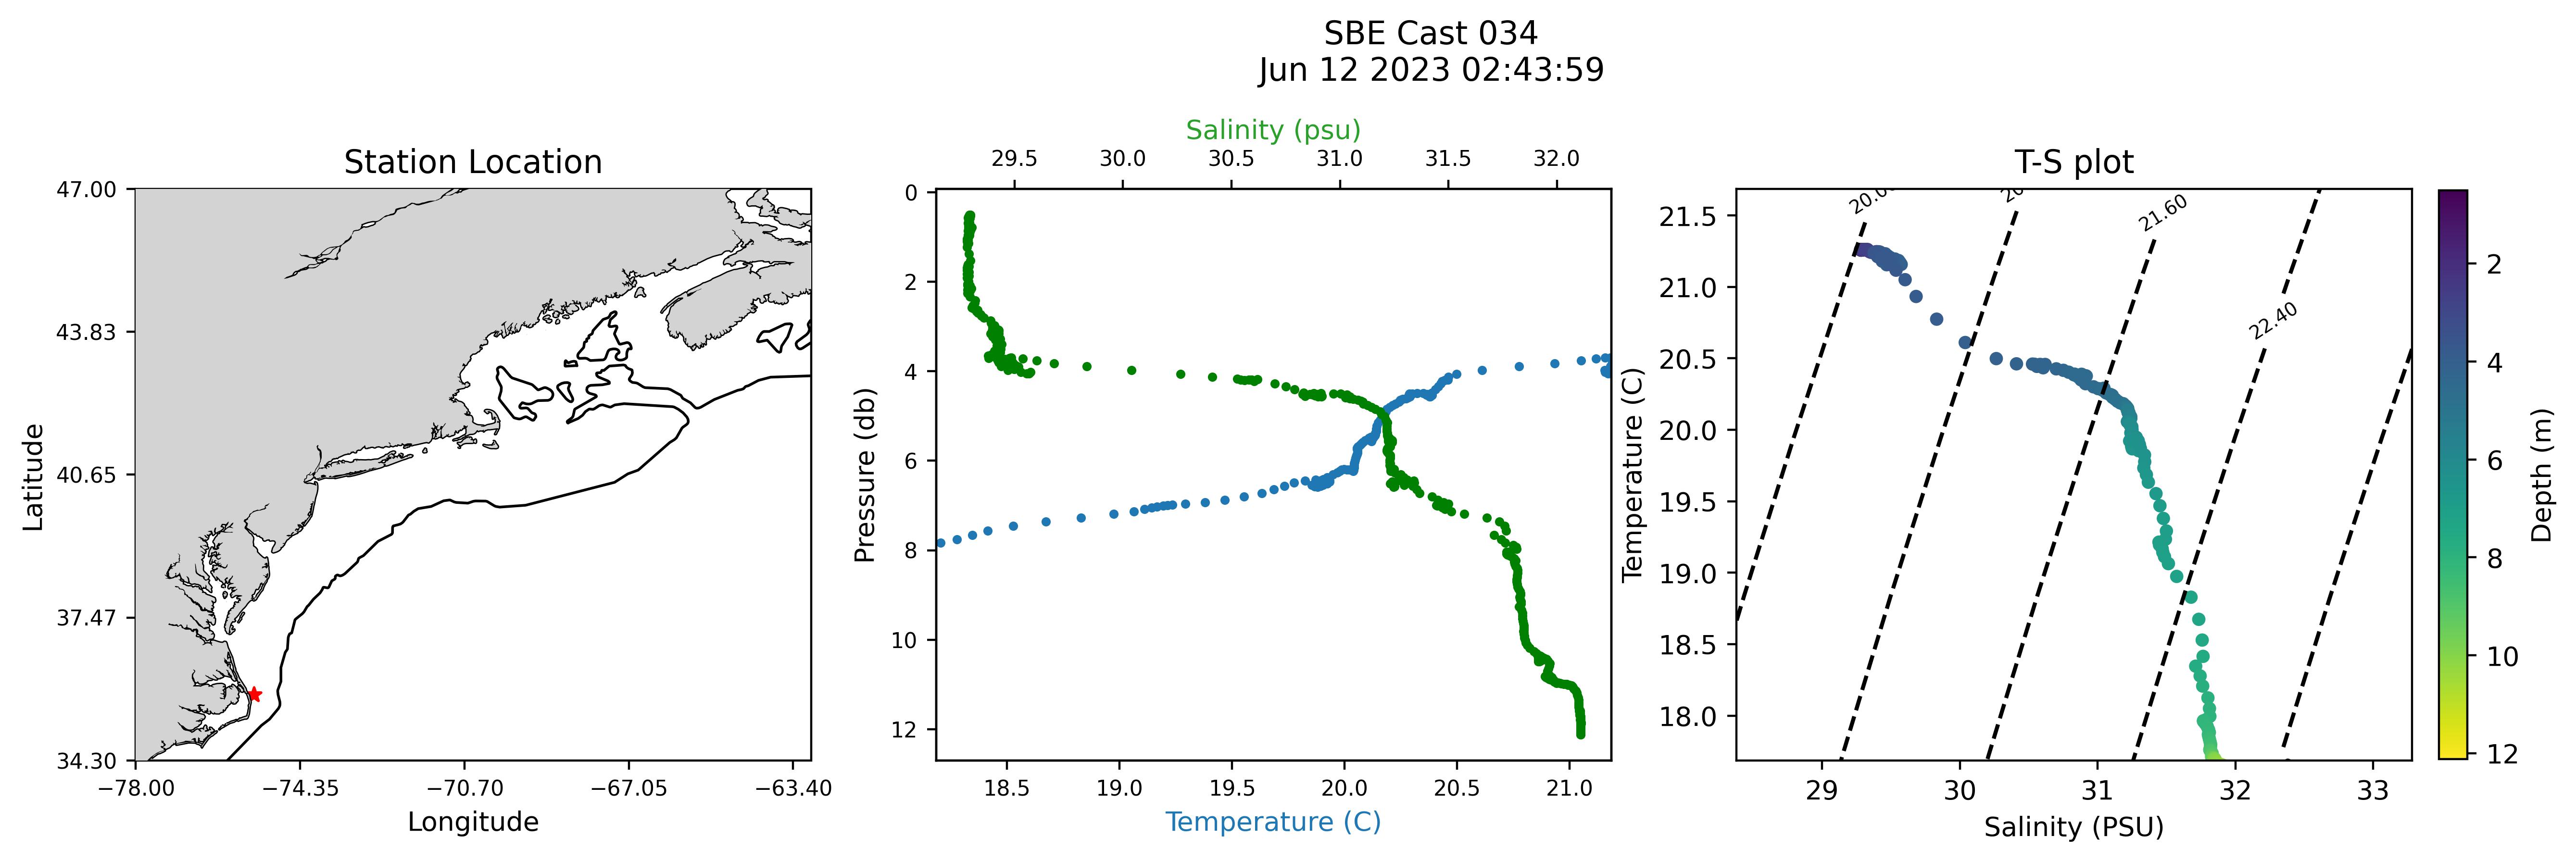 SBE Cast 034
Jun 12 2023 02:43:59
Station Location
47.00
43.83
40.65
37.47
34.30
Latitude
−78.00 −74.35 −70.70 −67.05 −63.40
Longitude
Salinity (psu)
29.5 30.0 30.5 31.0 31.5 32.0
0
2
4
6
8
10
12
Pressure (db)
18.5 19.0 19.5 20.0 20.5 21.0
Temperature (C)
T-S plot
21.60
22.40
21.5
21.0
20.5
20.0
19.5
19.0
18.5
18.0
Temperature (C)
29 30 31 32 33
Salinity (PSU)
2
4
6
8
10
12
Depth (m)